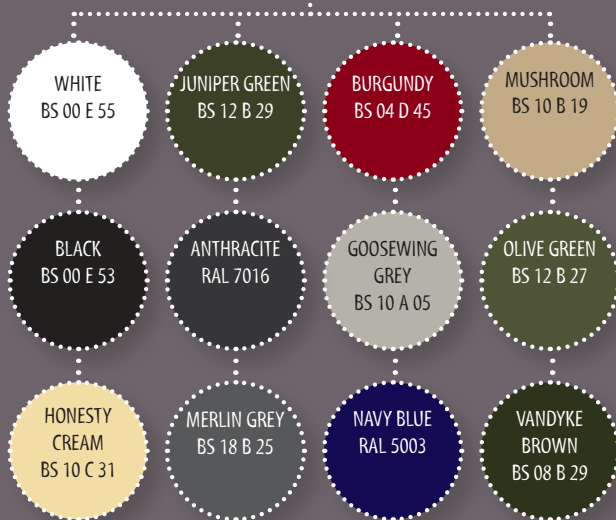 WHITE
BS 00 E 55
JUNIPER GREEN
BS 12 B 29
BURGUNDY
BS 04 D 45
MUSHROOM
BS 10 B 19
BLACK
BS 00 E 53
ANTHRACITE
RAL 7016
GOOSEWING
GREY
BS 10 A 05
OLIVE GREEN
BS 12 B 27
HONESTY
CREAM
BS 10 C 31
MERLIN GREY
BS 18 B 25
NAVY BLUE
RAL 5003
VANDYKE
BROWN
BS 08 B 29